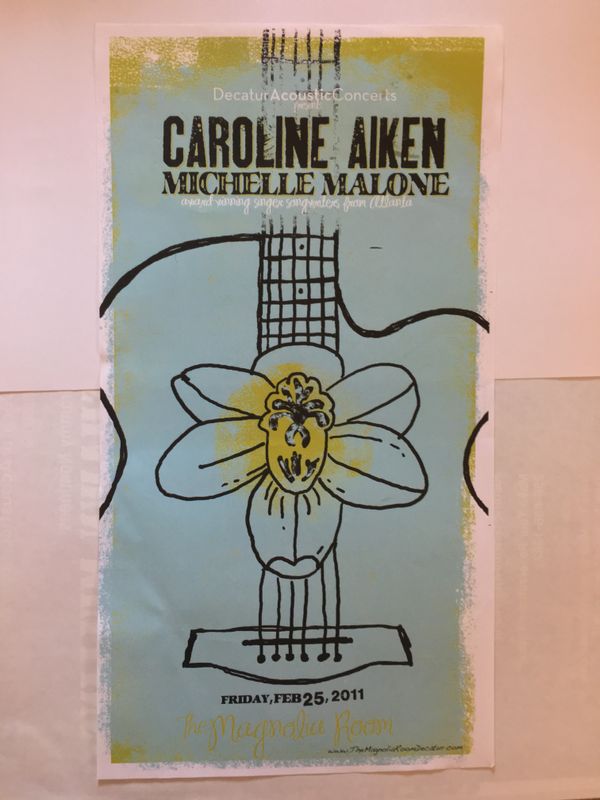 DecaturAcousticConcerts
presents
CAROLINE AIKEN
MICHELLE MALONE
award-winning singer songwriters from Atlanta
FRIDAY, FEB 25, 2011
The Magnolia Room
www.TheMagnoliaRoomDecatur.com